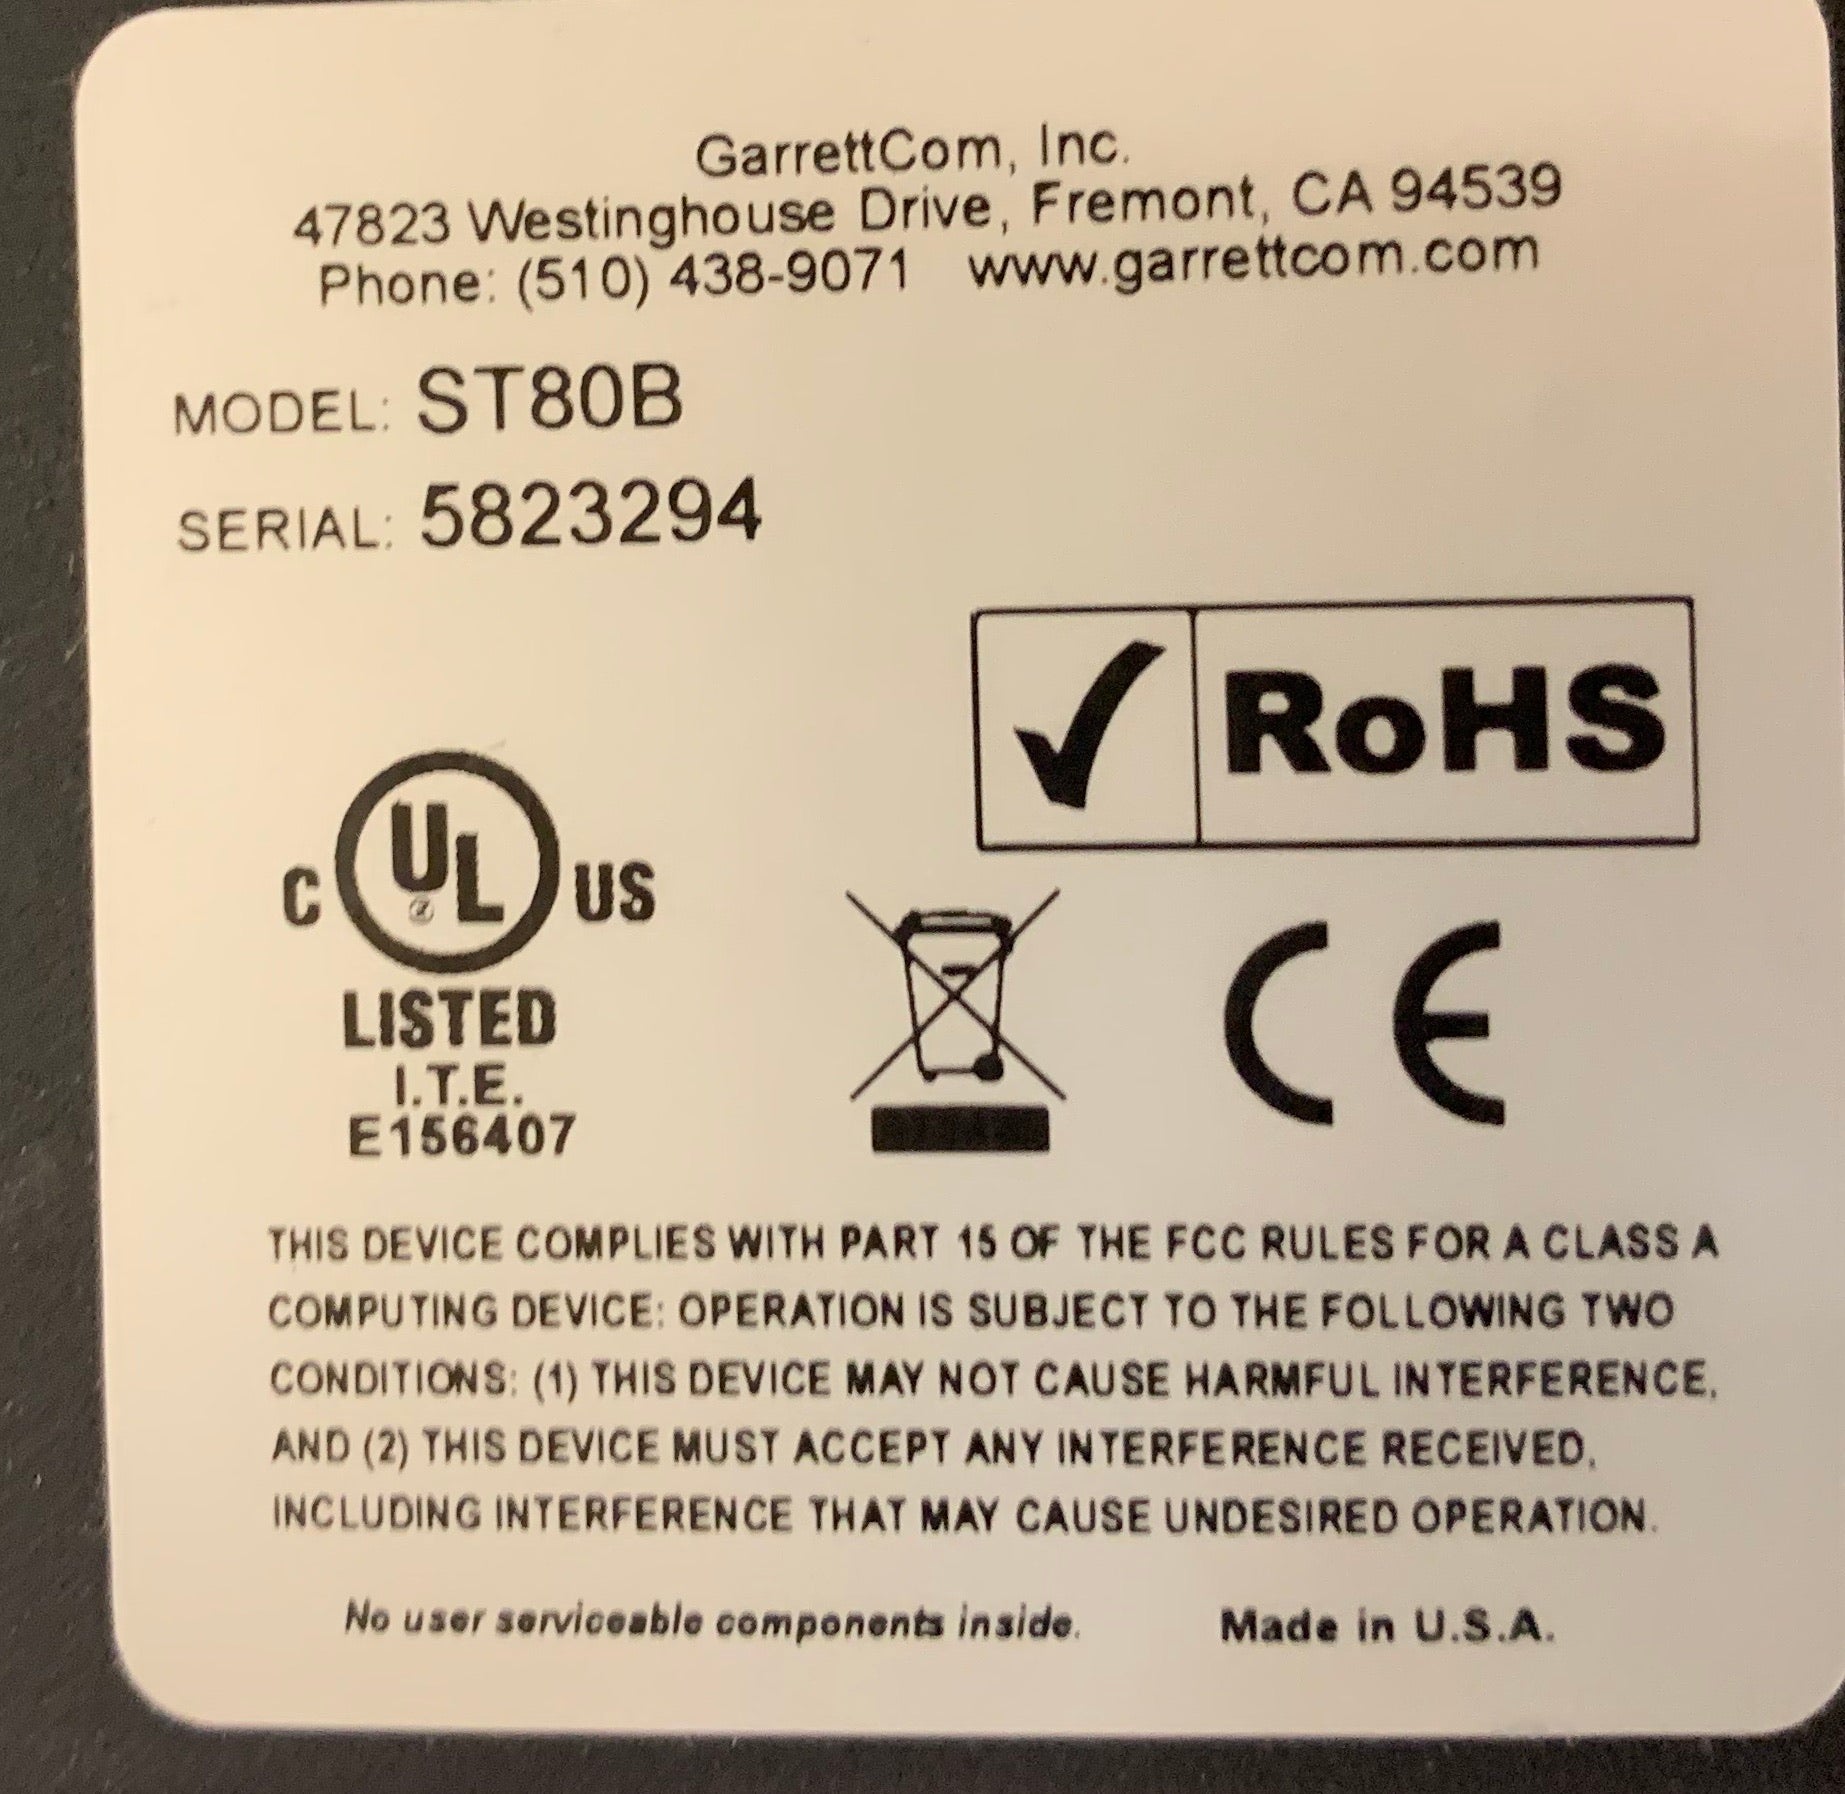 GarrettCom, Inc.
47823 Westinghouse Drive, Fremont, CA 94539
Phone: (510) 438-9071 www.garrettcom.com
MODEL: ST80B
SERIAL: 5823294
RoHS
C UL US
LISTED
I.T.E.
E156407
CE
THIS DEVICE COMPLIES WITH PART 15 OF THE FCC RULES FOR A CLASS A
COMPUTING DEVICE: OPERATION IS SUBJECT TO THE FOLLOWING TWO
CONDITIONS: (1) THIS DEVICE MAY NOT CAUSE HARMFUL INTERFERENCE,
AND (2) THIS DEVICE MUST ACCEPT ANY INTERFERENCE RECEIVED,
INCLUDING INTERFERENCE THAT MAY CAUSE UNDESIRED OPERATION.
No user serviceable components inside. Made in U.S.A.